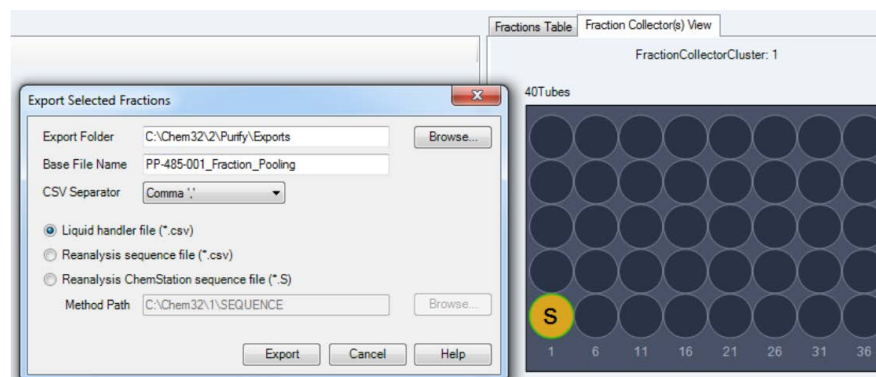 Fractions Table Fraction Collector(s) View
FractionCollectorCluster: 1
40Tubes
Export Selected Fractions
Export Folder C:\Chem32\2\Purify\Exports Browse...
Base File Name PP-485-001_Fraction_Pooling
CSV Separator Comma ','
Liquid handler file (*.csv)
Reanalysis sequence file (*.csv)
Reanalysis ChemStation sequence file (*.S)
Method Path C:\Chem32\1\SEQUENCE Browse...
Export Cancel Help
S
1 6 11 16 21 26 31 36